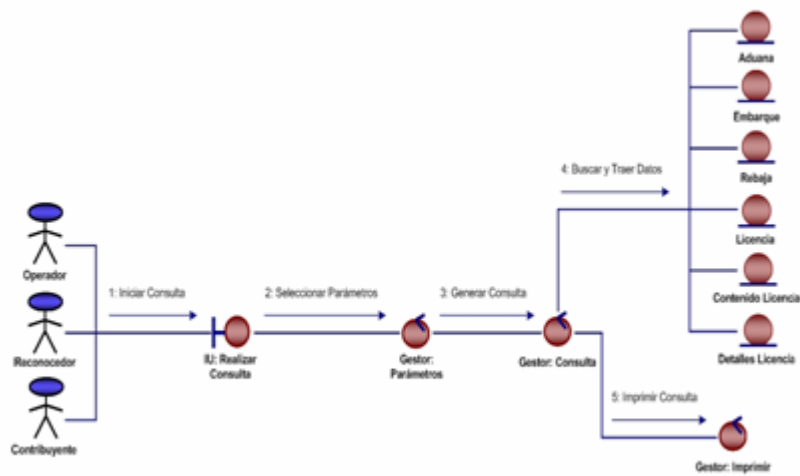 Aduana
Embarque
Rebaja
4: Buscar y Traer Datos
Licencia
Contenido Licencia
Detalles Licencia
Operador
1: Iniciar Consulta
2: Seleccionar Parámetros
3: Generar Consulta
Reconocedor
IU: Realizar
Consulta
Gestor:
Parámetros
Gestor: Consulta
Contribuyente
5: Imprimir Consulta
Gestor: Imprimir